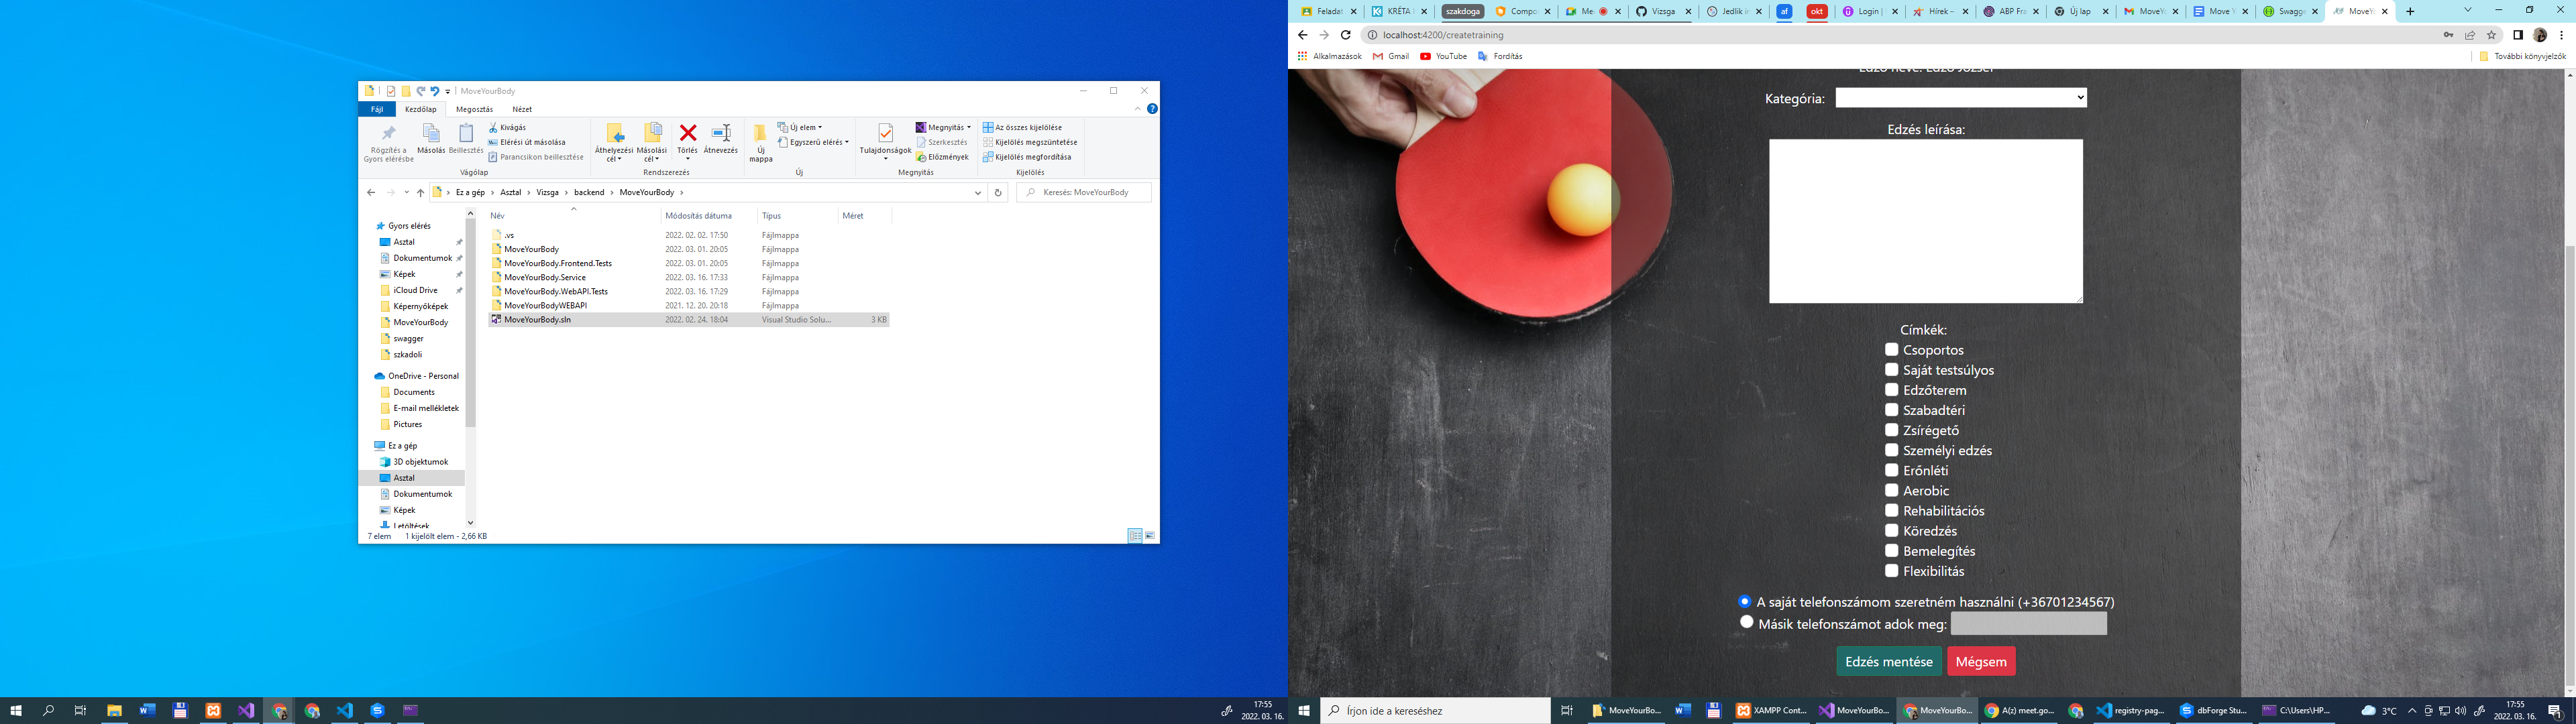 MoveYourBody
Fájl Kezdőlap Megosztás Nézet
Rögzítés a Gyors elérésbe
Másolás
Beillesztés
Kivágás
Elérési út másolása
Parancsikon beillesztése
Vágólap
Áthelyezési cél
Másolási cél
Törlés
Átnevezés
Rendszerezés
Új mappa
Új elem
Egyszerű elérés
Új
Tulajdonságok
Megnyitás
Szerkesztés
Előzmények
Megnyitás
Az összes kijelölése
Kijelölés megszüntetése
Kijelölés megfordítása
Kijelölés
Ez a gép > Asztal > Vizsga > backend > MoveYourBody >
Keresés: MoveYourBody
Név Módosítás dátuma Típus Méret
.vs 2022. 02. 02. 17:50 Fájlmappa
MoveYourBody 2022. 03. 01. 20:05 Fájlmappa
MoveYourBody.Frontend.Tests 2022. 03. 01. 20:05 Fájlmappa
MoveYourBody.Service 2022. 03. 16. 17:33 Fájlmappa
MoveYourBody.WebAPI.Tests 2022. 03. 16. 17:29 Fájlmappa
MoveYourBodyWEBAPI 2021. 12. 20. 20:18 Fájlmappa
MoveYourBody.sln 2022. 02. 24. 18:04 Visual Studio Solu... 3 KB
Gyors elérés
Asztal
Dokumentumok
Képek
iCloud Drive
Képernyőképek
MoveYourBody
swagger
szkadoli
OneDrive - Personal
Documents
E-mail mellékletek
Pictures
Ez a gép
3D objektumok
Asztal
Dokumentumok
Képek
Letöltések
7 elem 1 kijelölt elem - 2,66 KB
17:55
2022. 03. 16.
Feladat KRÉTA szakdoga Compo Me Vizsga Jedlik in af okt Login | Hírek – ABP Fra Új lap MoveYo Move Y Swagge MoveYo
localhost:4200/createtraining
Alkalmazások Gmail YouTube Fordítás További könyvjelzők
Edző neve: Edző József
Kategória:
Edzés leírása:
Címkék:
Csoportos
Saját testsúlyos
Edzőterem
Szabadtéri
Zsírégető
Személyi edzés
Erőnléti
Aerobic
Rehabilitációs
Köredzés
Bemelegítés
Flexibilitás
A saját telefonszámom szeretném használni (+36701234567)
Másik telefonszámot adok meg:
Edzés mentése Mégsem
Írjon ide a kereséshez
MoveYourBo... XAMPP Cont... MoveYourBo... MoveYourBo... A(z) meet.go... registry-pag... dbForge Stu... C:\Users\HP... 3°C
17:55
2022. 03. 16.